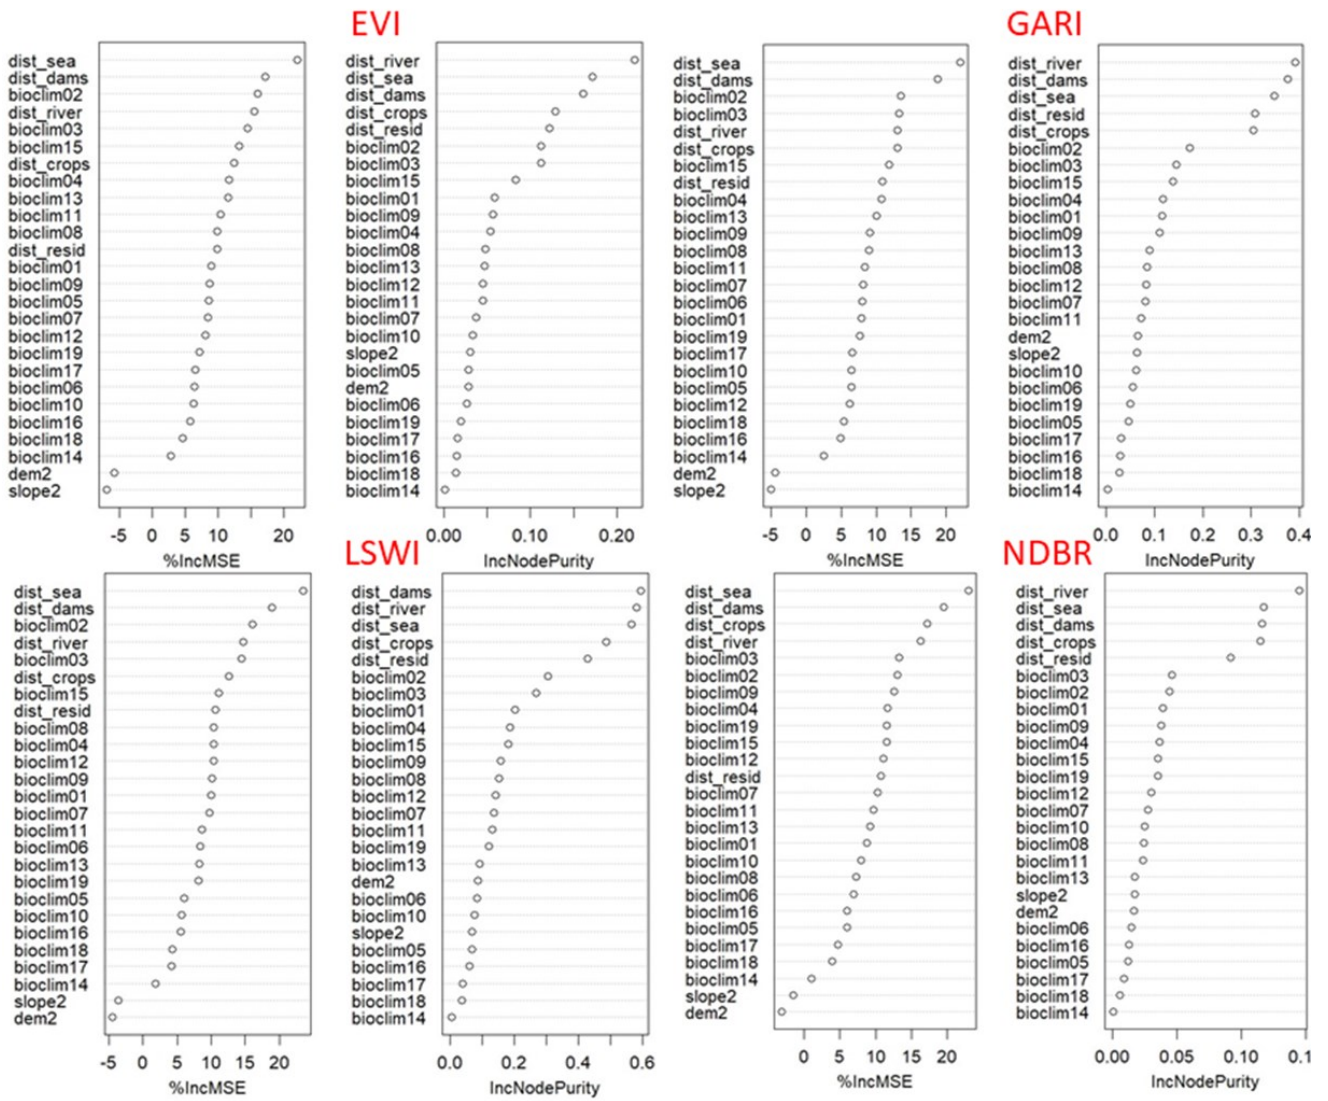 EVI
dist_sea
dist_dams
bioclim02
dist_river
bioclim03
bioclim15
dist_crops
bioclim04
bioclim13
bioclim11
bioclim08
dist_resid
bioclim01
bioclim09
bioclim05
bioclim07
bioclim12
bioclim19
bioclim17
bioclim06
bioclim10
bioclim16
bioclim18
bioclim14
dem2
slope2
-5 0 5 10 20
%IncMSE
dist_river
dist_sea
dist_dams
dist_crops
dist_resid
bioclim02
bioclim03
bioclim15
bioclim01
bioclim09
bioclim04
bioclim08
bioclim13
bioclim12
bioclim11
bioclim07
bioclim10
slope2
bioclim05
dem2
bioclim06
bioclim19
bioclim17
bioclim16
bioclim18
bioclim14
0.00 0.10 0.20
IncNodePurity
GARI
dist_sea
dist_dams
bioclim02
bioclim03
dist_river
dist_crops
bioclim15
dist_resid
bioclim04
bioclim13
bioclim09
bioclim08
bioclim11
bioclim07
bioclim06
bioclim01
bioclim19
bioclim17
bioclim10
bioclim05
bioclim12
bioclim18
bioclim16
bioclim14
dem2
slope2
-5 0 5 10 15 20
%IncMSE
dist_river
dist_dams
dist_sea
dist_resid
dist_crops
bioclim02
bioclim03
bioclim15
bioclim04
bioclim01
bioclim09
bioclim13
bioclim08
bioclim12
bioclim07
bioclim11
dem2
slope2
bioclim10
bioclim06
bioclim19
bioclim05
bioclim17
bioclim16
bioclim18
bioclim14
0.0 0.1 0.2 0.3 0.4
IncNodePurity
LSWI
dist_sea
dist_dams
bioclim02
dist_river
bioclim03
dist_crops
bioclim15
dist_resid
bioclim08
bioclim04
bioclim12
bioclim09
bioclim01
bioclim07
bioclim11
bioclim06
bioclim13
bioclim19
bioclim05
bioclim10
bioclim16
bioclim18
bioclim17
bioclim14
slope2
dem2
-5 0 5 10 15 20
%IncMSE
dist_dams
dist_river
dist_sea
dist_crops
dist_resid
bioclim02
bioclim03
bioclim01
bioclim04
bioclim15
bioclim09
bioclim08
bioclim12
bioclim07
bioclim11
bioclim19
bioclim13
dem2
bioclim06
bioclim10
slope2
bioclim05
bioclim16
bioclim17
bioclim18
bioclim14
0.0 0.2 0.4 0.6
IncNodePurity
NDBR
dist_sea
dist_dams
dist_crops
dist_river
bioclim03
bioclim02
bioclim09
bioclim04
bioclim19
bioclim15
bioclim12
dist_resid
bioclim07
bioclim11
bioclim13
bioclim01
bioclim10
bioclim08
bioclim06
bioclim16
bioclim05
bioclim17
bioclim18
bioclim14
slope2
dem2
0 5 10 15 20
%IncMSE
dist_river
dist_sea
dist_dams
dist_crops
dist_resid
bioclim03
bioclim02
bioclim01
bioclim09
bioclim04
bioclim15
bioclim19
bioclim12
bioclim07
bioclim10
bioclim08
bioclim11
bioclim13
slope2
dem2
bioclim06
bioclim16
bioclim05
bioclim17
bioclim18
bioclim14
0.00 0.05 0.10 0.1
IncNodePurity